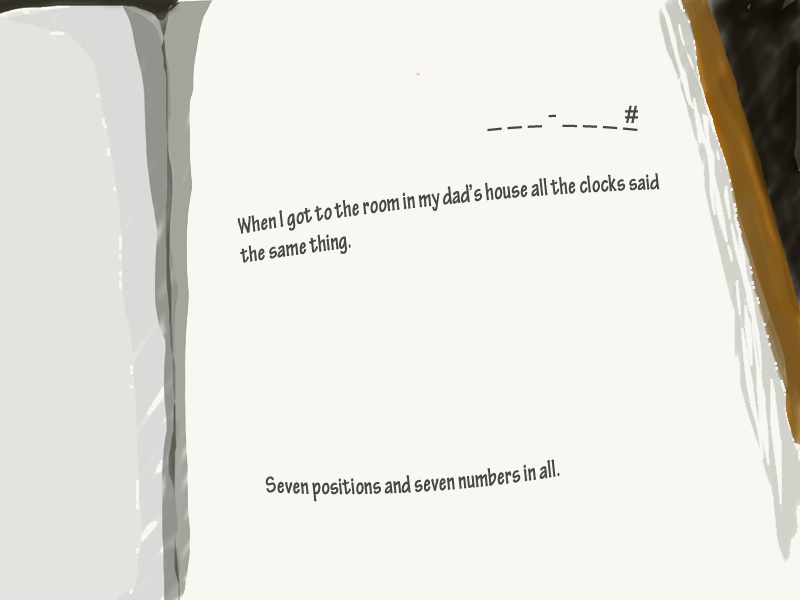 _ _ _ - _ _ _ _#
When I got to the room in my dad's house all the clocks said
the same thing.
Seven positions and seven numbers in all.